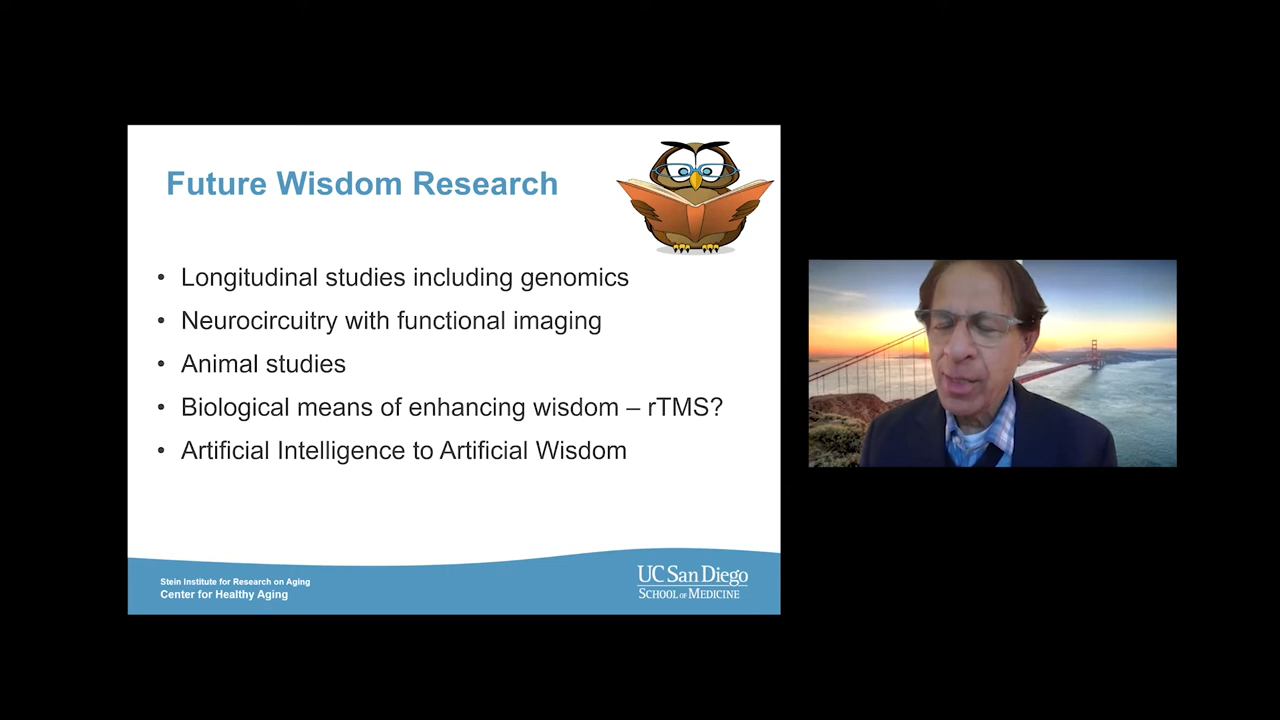 Future Wisdom Research
• Longitudinal studies including genomics
• Neurocircuitry with functional imaging
• Animal studies
• Biological means of enhancing wisdom – rTMS?
• Artificial Intelligence to Artificial Wisdom
Stein Institute for Research on Aging
Center for Healthy Aging
UC San Diego
SCHOOL OF MEDICINE